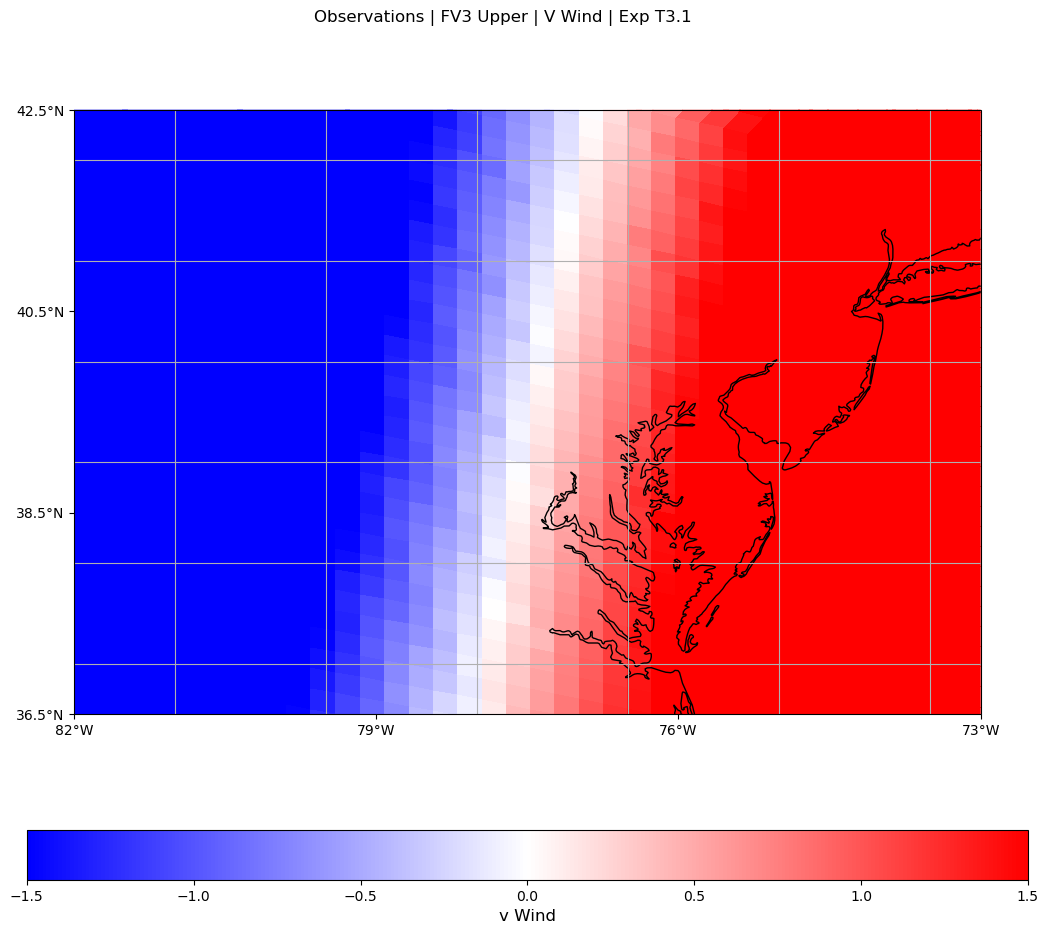 Observations | FV3 Upper | V Wind | Exp T3.1
42.5°N
40.5°N
38.5°N
36.5°N
82°W 79°W 76°W 73°W
−1.5 −1.0 −0.5 0.0 0.5 1.0 1.5
v Wind